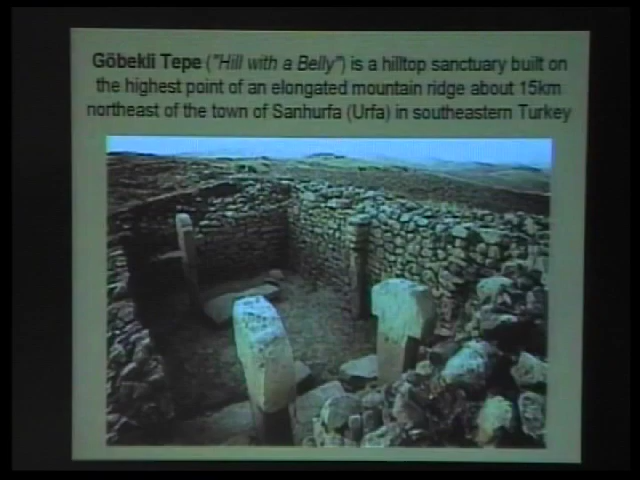 Göbekli Tepe ("Hill with a Belly") is a hilltop sanctuary built on
the highest point of an elongated mountain ridge about 15km
northeast of the town of Sanhurfa (Urfa) in southeastern Turkey